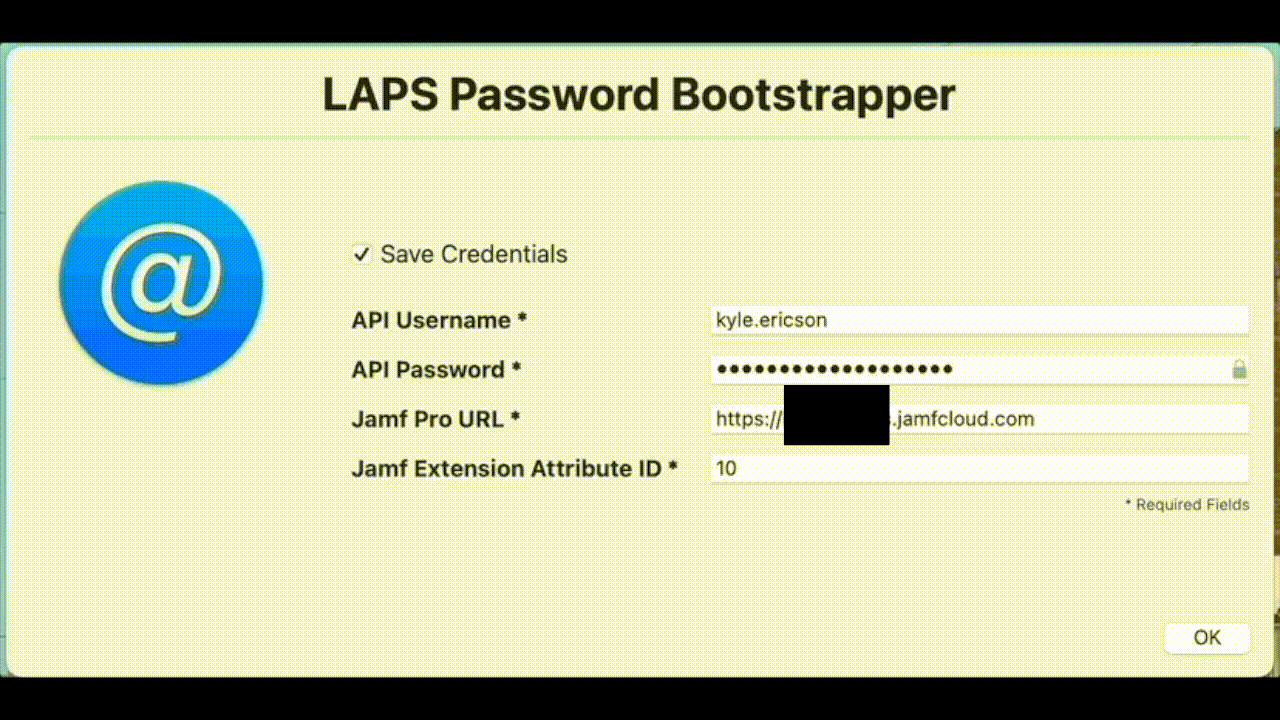 LAPS Password Bootstrapper
@
Save Credentials
API Username * kyle.ericson
API Password * •••••••••••••••••••
Jamf Pro URL * https:// .jamfcloud.com
Jamf Extension Attribute ID * 10
* Required Fields
OK